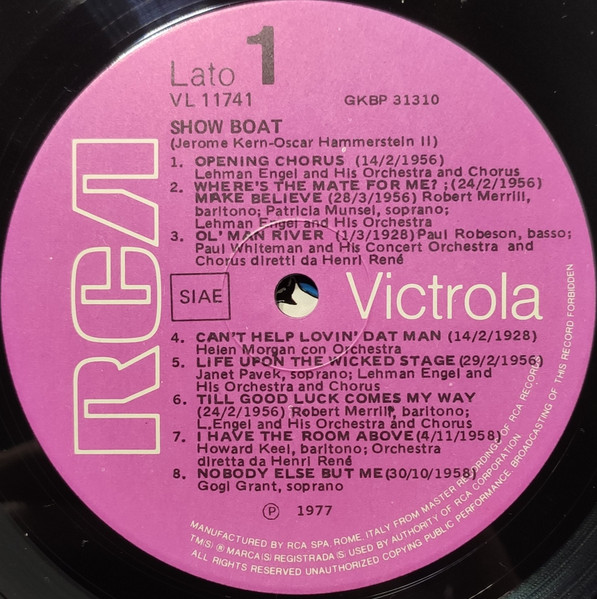 Lato 1
VL 11741
GKBP 31310
SHOW BOAT
(Jerome Kern-Oscar Hammerstein II)
1. OPENING CHORUS (14/2/1956)
Lehman Engel and His Orchestra and Chorus
2. WHERE'S THE MATE FOR ME? ;(24/2/1956)
MAKE BELIEVE (28/3/1956) Robert Merrill,
baritono; Patricia Munsel, soprano;
Lehman Engel and His Orchestra
3. OL' MAN RIVER (1/3/1928) Paul Robeson, basso;
Paul Whiteman and His Concert Orchestra and
Chorus diretti da Henri René
RCA
SIAE
Victrola
4. CAN'T HELP LOVIN' DAT MAN (14/2/1928)
Helen Morgan con Orchestra
5. LIFE UPON THE WICKED STAGE (29/2/1956)
Janet Pavek, soprano; Lehman Engel and
His Orchestra and Chorus
6. TILL GOOD LUCK COMES MY WAY
(24/2/1956) Robert Merrill, baritono;
L.Engel and His Orchestra and Chorus
7. I HAVE THE ROOM ABOVE (4/11/1958)
Howard Keel, baritono; Orchestra
diretta da Henri René
8. NOBODY ELSE BUT ME (30/10/1958)
Gogi Grant, soprano
Ⓟ 1977
MANUFACTURED BY RCA SPA, ROME, ITALY FROM MASTER RECORDINGS OF RCA RECORDS
TM(S) ® MARCA(S) REGISTRADA(S) USED BY AUTHORITY OF RCA CORPORATION
ALL RIGHTS RESERVED UNAUTHORIZED COPYING PUBLIC PERFORMANCE, BROADCASTING OF THIS RECORD FORBIDDEN